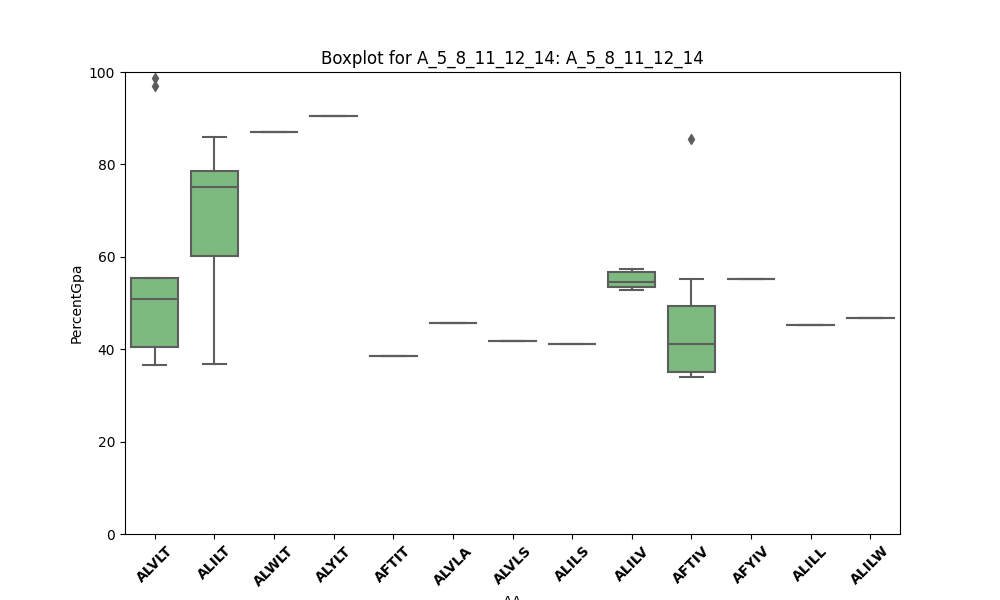 Boxplot for A_5_8_11_12_14: A_5_8_11_12_14
100
80
60
40
20
0
PercentGpa
ALVLT ALILT ALWLT ALYLT AFTIT ALVLA ALVLS ALILS ALILV AFTIV AFYIV ALILL ALILW